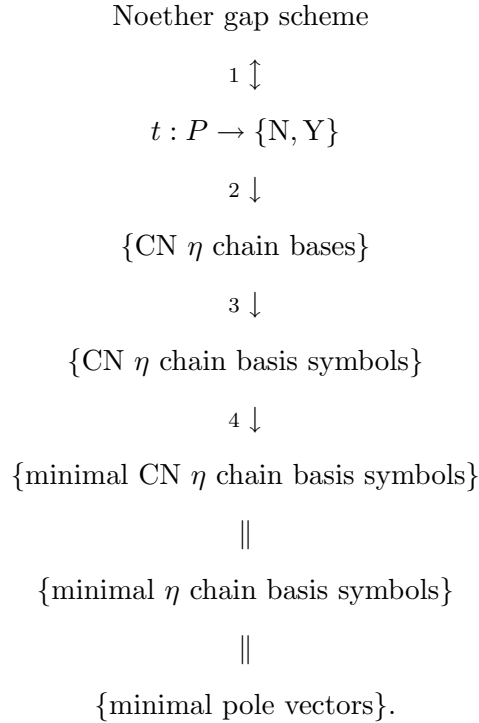 Noether gap scheme
1 ↕
t : P → {N, Y}
2 ↓
{CN η chain bases}
3 ↓
{CN η chain basis symbols}
4 ↓
{minimal CN η chain basis symbols}
∥
{minimal η chain basis symbols}
∥
{minimal pole vectors}.